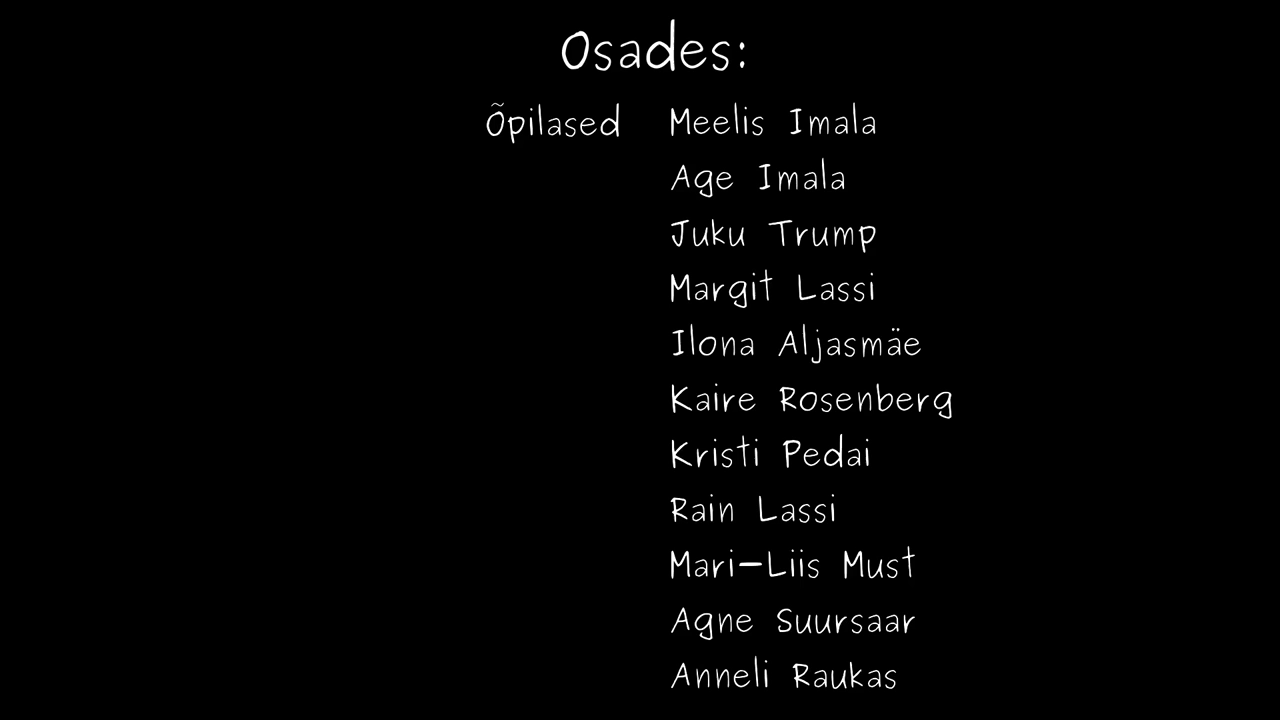 Osades:
Õpilased Meelis Imala
Age Imala
Juku Trump
Margit Lassi
Ilona Aljasmäe
Kaire Rosenberg
Kristi Pedai
Rain Lassi
Mari-Liis Must
Agne Suursaar
Anneli Raukas